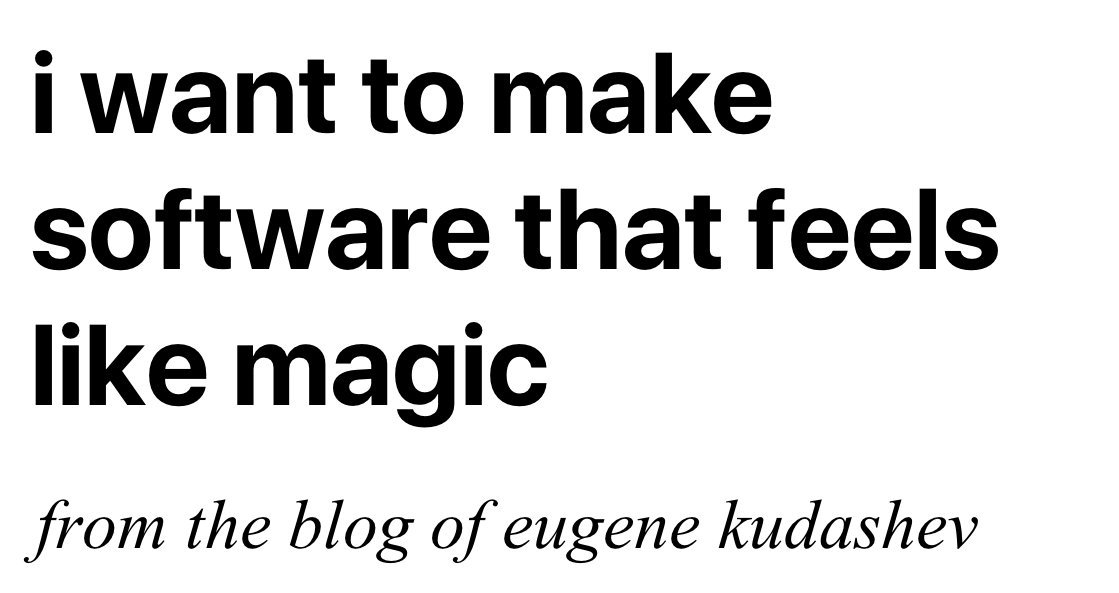 i want to make
software that feels
like magic
from the blog of eugene kudashev